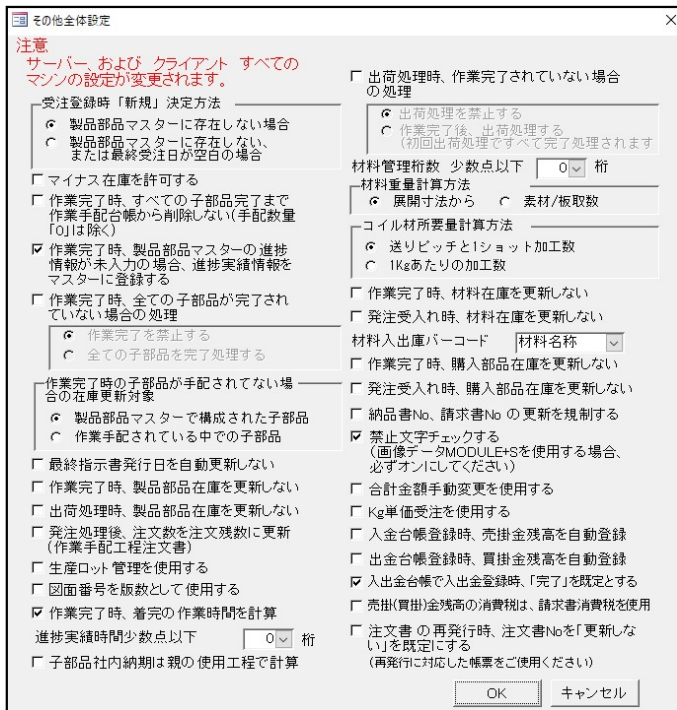 その他全体設定
注意
サーバー、および クライアント すべての
マシンの設定が変更されます。
受注登録時「新規」決定方法
製品部品マスターに存在しない場合
製品部品マスターに存在しない、
または最終受注日が空白の場合
マイナス在庫を許可する
作業完了時、すべての子部品完了まで
作業手配台帳から削除しない(手配数量
「0」は除く)
作業完了時、製品部品マスターの進捗
情報が未入力の場合、進捗実績情報を
マスターに登録する
作業完了時、全ての子部品が完了され
ていない場合の処理
作業完了を禁止する
全ての子部品を完了処理する
作業完了時の子部品が手配されてない場
合の在庫更新対象
製品部品マスターで構成された子部品
作業手配されている中での子部品
最終指示書発行日を自動更新しない
作業完了時、製品部品在庫を更新しない
出荷処理時、製品部品在庫を更新しない
発注処理後、注文数を注文残数に更新
(作業手配工程注文書)
生産ロット管理を使用する
図面番号を版数として使用する
作業完了時、着完の作業時間を計算
進捗実績時間少数点以下 0 桁
子部品社内納期は親の使用工程で計算
出荷処理時、作業完了されていない場合
の処理
出荷処理を禁止する
作業完了後、出荷処理する
(初回出荷処理ですべて完了処理されます
材料管理桁数 少数点以下 0 桁
材料重量計算方法
展開寸法から 素材/板取数
コイル材所要量計算方法
送りピッチと1ショット加工数
1Kgあたりの加工数
作業完了時、材料在庫を更新しない
発注受入れ時、材料在庫を更新しない
材料入出庫バーコード 材料名称
作業完了時、購入部品在庫を更新しない
発注受入れ時、購入部品在庫を更新しない
納品書No、請求書No の更新を規制する
禁止文字チェックする
(画像データMODULE+Sを使用する場合、
必ずオンにしてください)
合計金額手動変更を使用する
Kg単価受注を使用する
入金台帳登録時、売掛金残高を自動登録
出金台帳登録時、買掛金残高を自動登録
入出金台帳で入出金登録時、「完了」を既定とする
売掛(買掛)金残高の消費税は、請求書消費税を使用
注文書の再発行時、注文書Noを「更新しな
い」を既定にする
(再発行に対応した帳票をご使用ください)
OK キャンセル